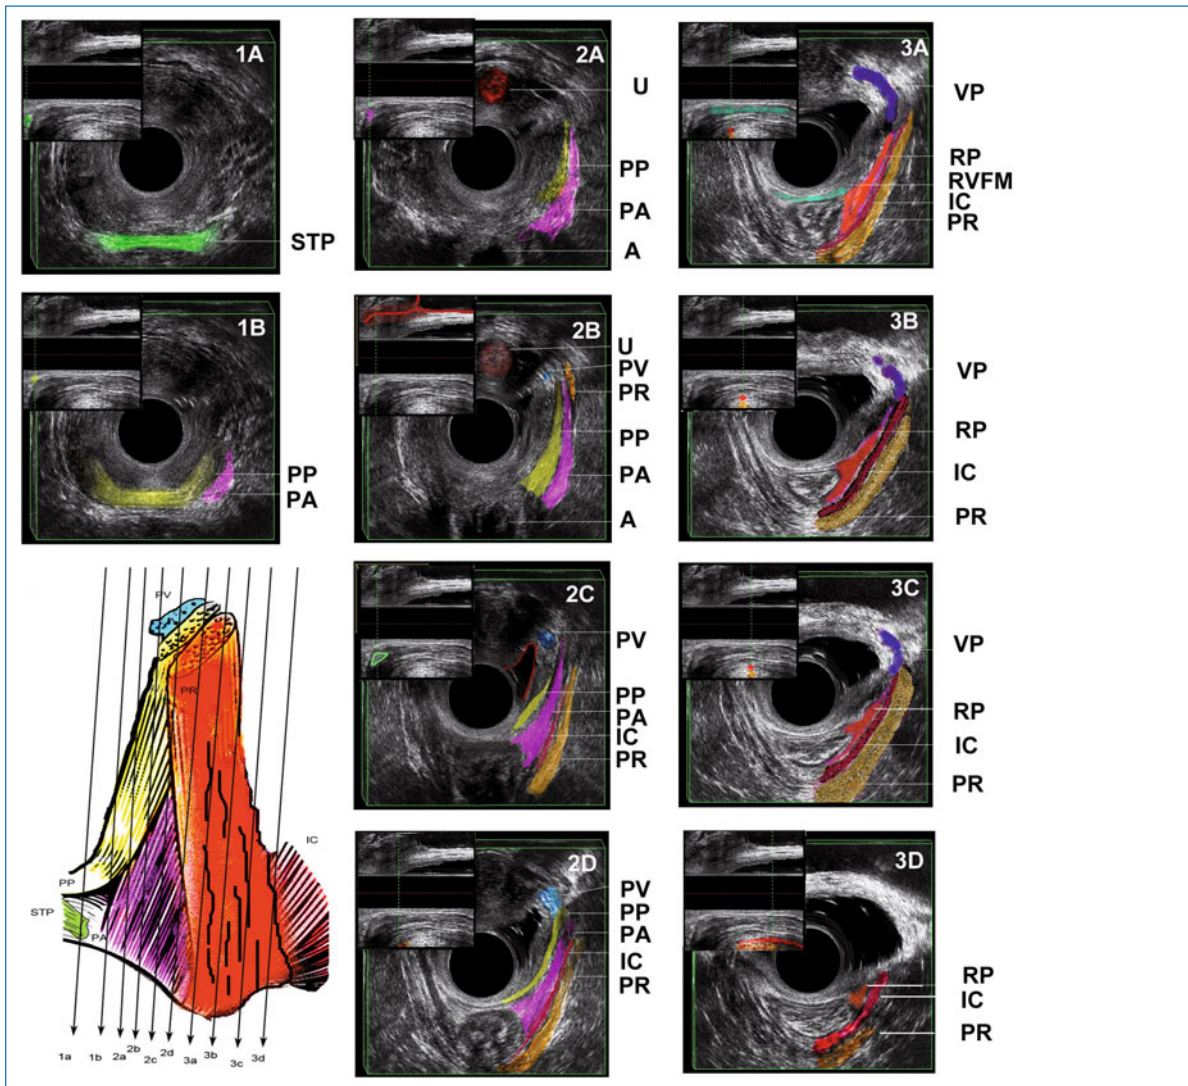 1A
STP
2A
U
PP
PA
A
3A
VP
RP
RVFM
IC
PR
1B
PP
PA
2B
U
PV
PR
PP
PA
A
3B
VP
RP
IC
PR
PV
PR
IC
PP
STP
PA
1a
1b
2a
2b
2c
2d
3a
3b
3c
3d
2C
PV
PP
PA
IC
PR
3C
VP
RP
IC
PR
2D
PV
PP
PA
IC
PR
3D
RP
IC
PR